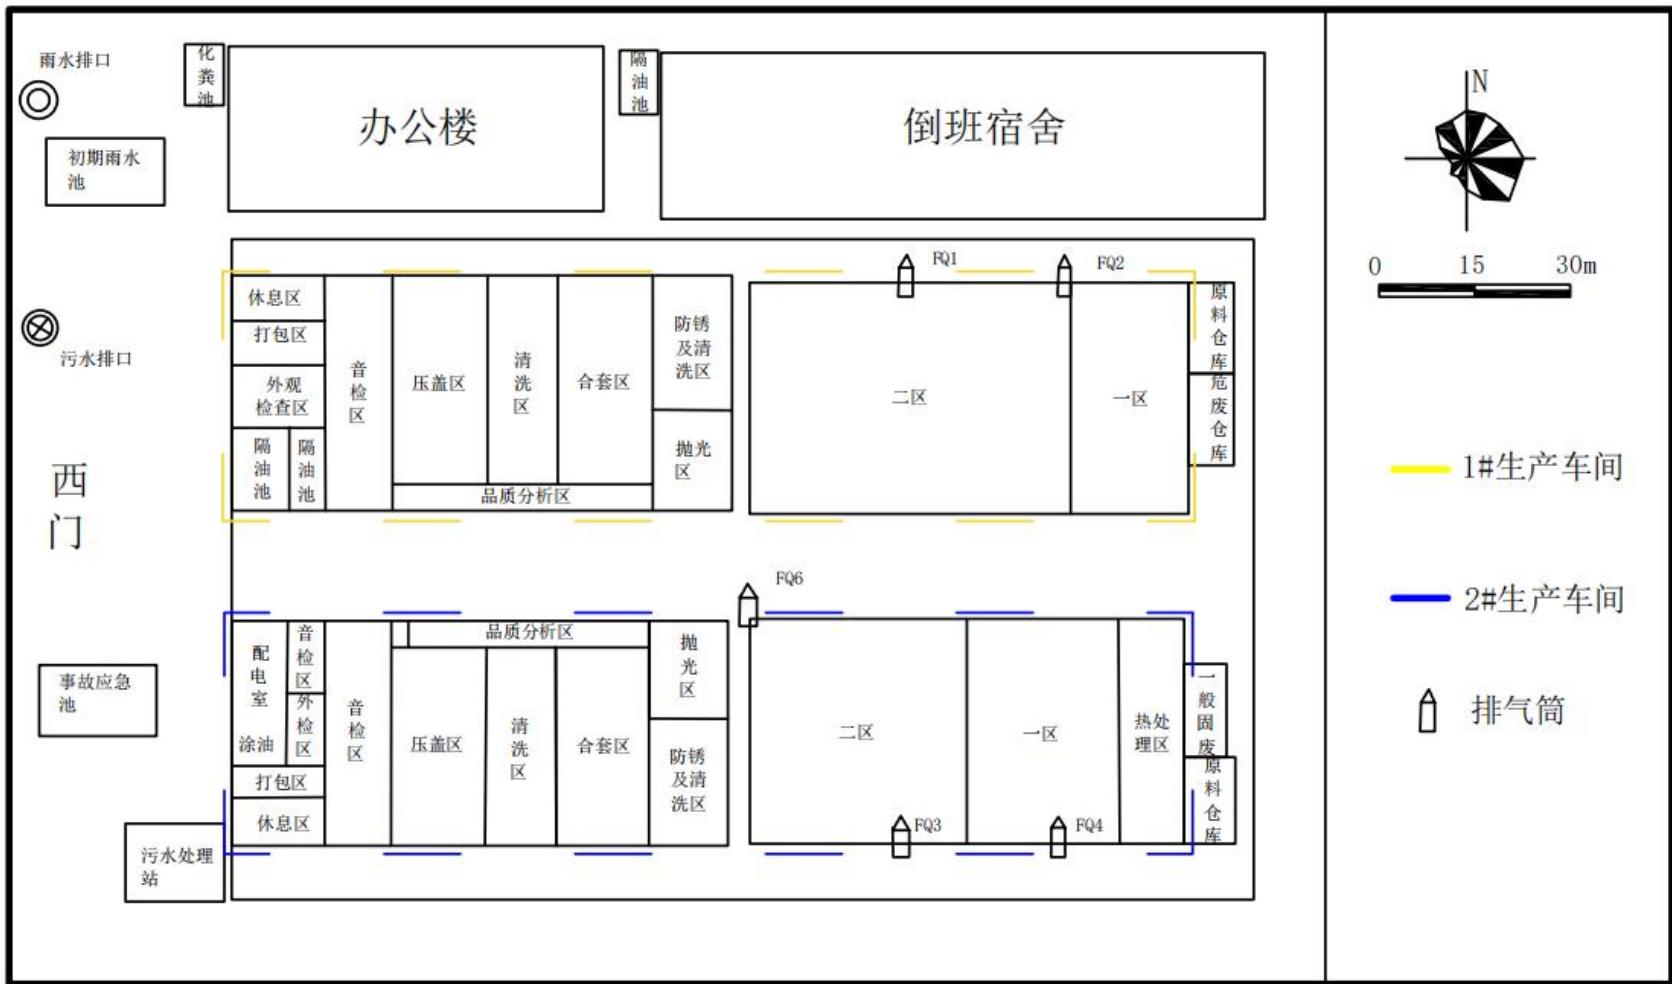 雨水排口
初期雨水
池
化
粪
池
办公楼
隔
油
池
倒班宿舍
污水排口
西
门
事故应急
池
污水处理
站
休息区
打包区
外观
检查区
隔
油
池
隔
油
池
音
检
区
压盖区
清
洗
区
合套区
品质分析区
防锈
及清
洗区
抛光
区
FQ1
FQ2
二区
一区
原
料
仓
库
危
废
仓
库
FQ6
配
电
室
涂油
音
检
区
外
检
区
打包区
休息区
音
检
区
品质分析区
压盖区
清
洗
区
合套区
抛
光
区
防锈
及清
洗区
二区
一区
热处
理区
FQ3
FQ4
一
般
固
废
原
料
仓
库
N
0 15 30m
1#生产车间
2#生产车间
排气筒